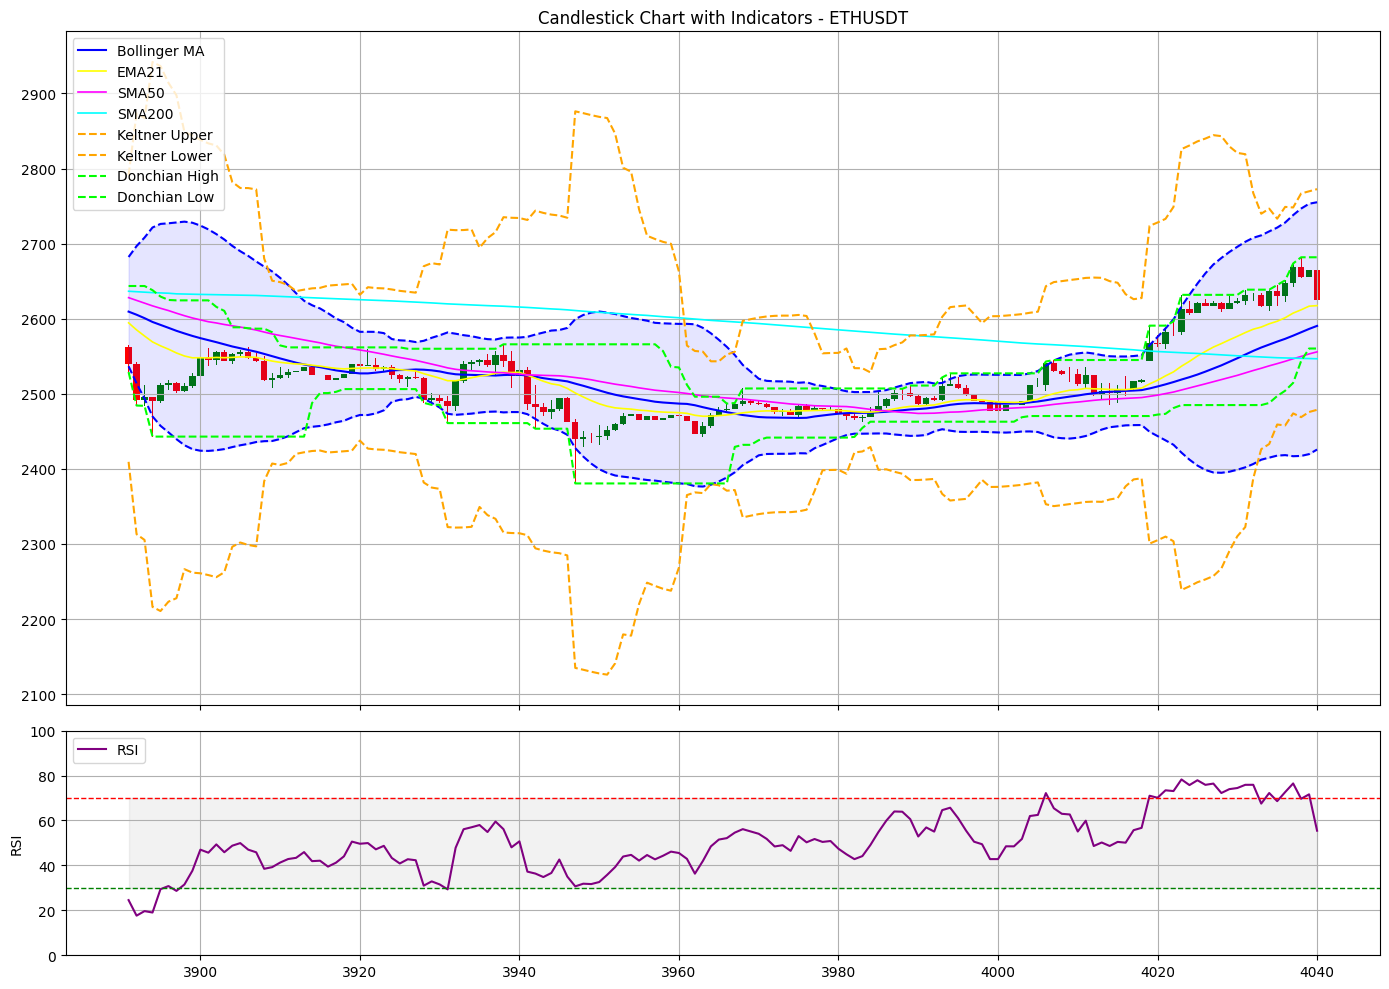 Candlestick Chart with Indicators - ETHUSDT
Bollinger MA
EMA21
SMA50
SMA200
Keltner Upper
Keltner Lower
Donchian High
Donchian Low
2900
2800
2700
2600
2500
2400
2300
2200
2100
RSI
100
80
60
40
20
0
RSI
3900 3920 3940 3960 3980 4000 4020 4040